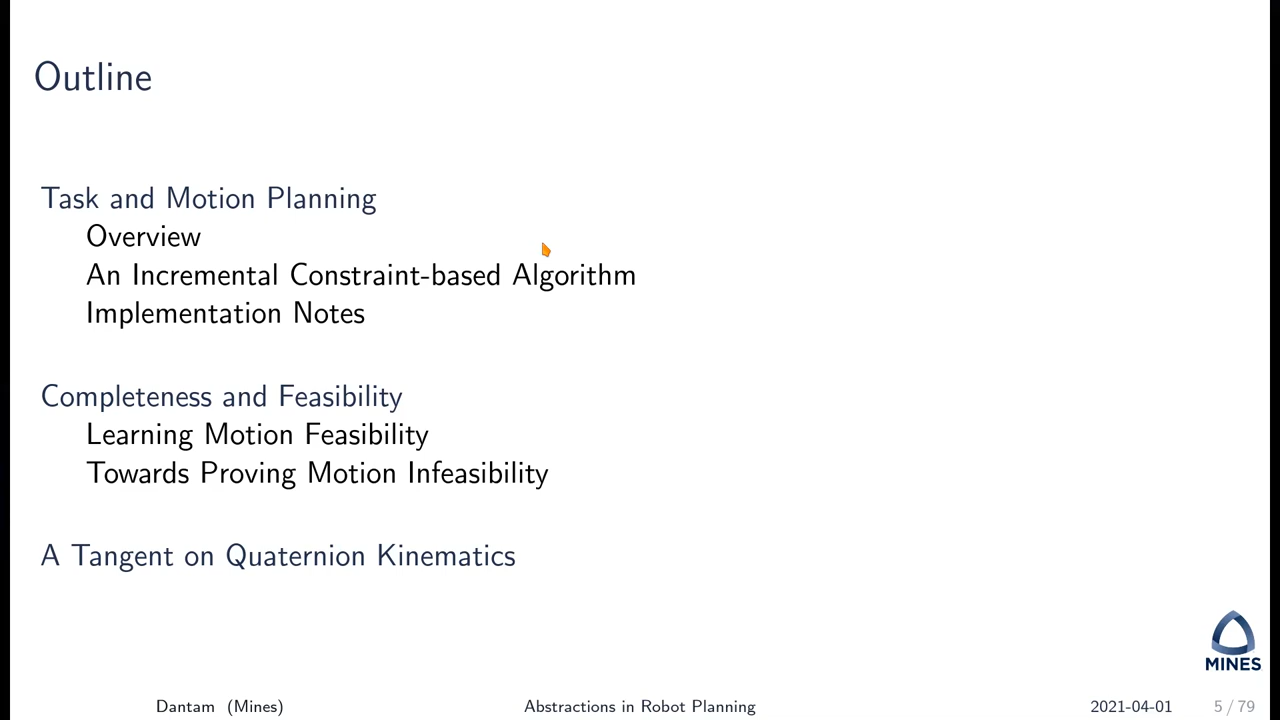 Outline
Task and Motion Planning
Overview
An Incremental Constraint-based Algorithm
Implementation Notes
Completeness and Feasibility
Learning Motion Feasibility
Towards Proving Motion Infeasibility
A Tangent on Quaternion Kinematics
MINES
Dantam (Mines) Abstractions in Robot Planning 2021-04-01 5 / 79